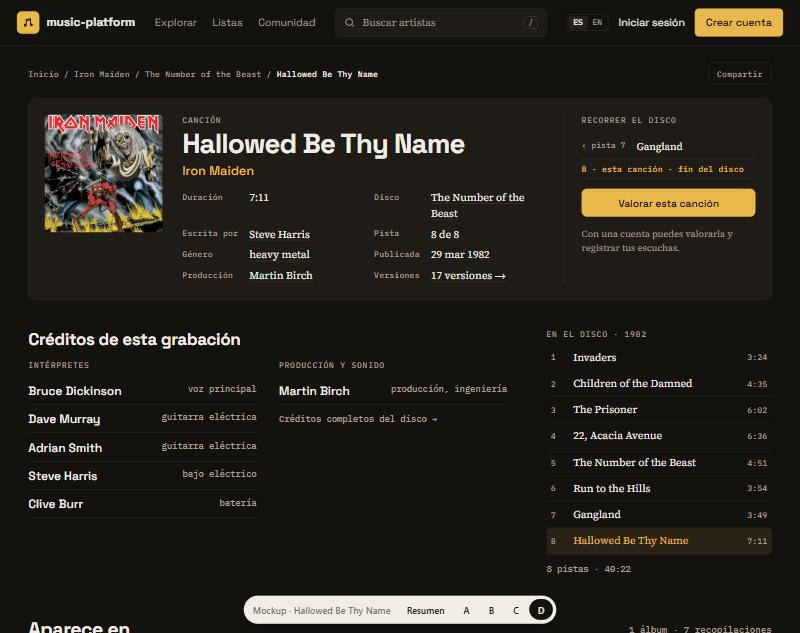 music-platform
Explorar
Listas
Comunidad
Buscar artistas
/
ES EN
Iniciar sesión
Crear cuenta
Inicio / Iron Maiden / The Number of the Beast / Hallowed Be Thy Name
Compartir
IRON MAIDEN
CANCIÓN
Hallowed Be Thy Name
Iron Maiden
Duración 7:11
Disco The Number of the
Beast
Escrita por Steve Harris
Pista 8 de 8
Género heavy metal
Publicada 29 mar 1982
Producción Martin Birch
Versiones 17 versiones →
RECORRER EL DISCO
‹ pista 7 Gangland
8 · esta canción · fin del disco
Valorar esta canción
Con una cuenta puedes valorarla y
registrar tus escuchas.
Créditos de esta grabación
INTÉRPRETES
Bruce Dickinson voz principal
Dave Murray guitarra eléctrica
Adrian Smith guitarra eléctrica
Steve Harris bajo eléctrico
Clive Burr batería
PRODUCCIÓN Y SONIDO
Martin Birch producción, ingeniería
Créditos completos del disco →
EN EL DISCO · 1982
1 Invaders 3:24
2 Children of the Damned 4:35
3 The Prisoner 6:02
4 22, Acacia Avenue 6:36
5 The Number of the Beast 4:51
6 Run to the Hills 3:54
7 Gangland 3:49
8 Hallowed Be Thy Name 7:11
8 pistas · 40:22
Aparece en
1 álbum · 7 recopilaciones
Mockup · Hallowed Be Thy Name Resumen A B C D